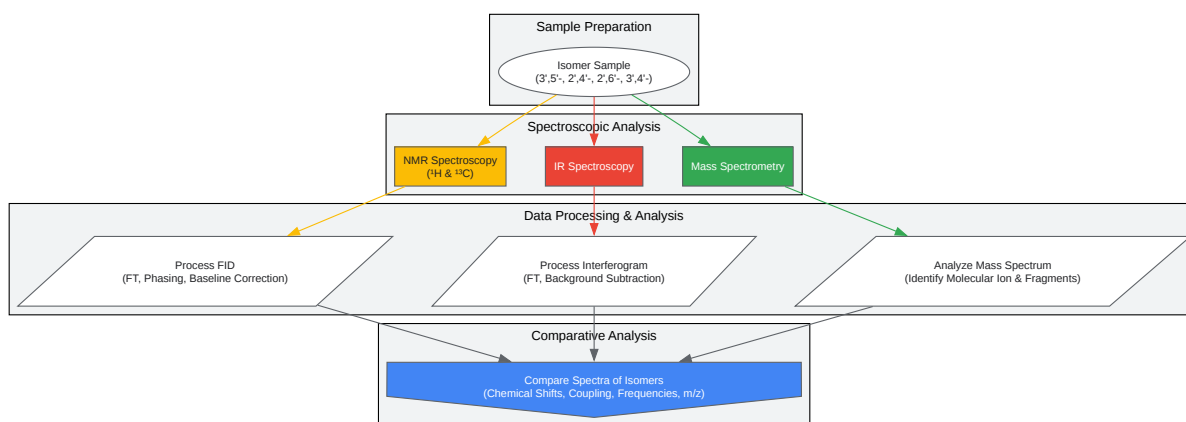 Sample Preparation
Isomer Sample
(3',5'-, 2',4'-, 2',6'-, 3',4'-)
Spectroscopic Analysis
NMR Spectroscopy
(¹H & ¹³C)
IR Spectroscopy
Mass Spectrometry
Data Processing & Analysis
Process FID
(FT, Phasing, Baseline Correction)
Process Interferogram
(FT, Background Subtraction)
Analyze Mass Spectrum
(Identify Molecular Ion & Fragments)
Comparative Analysis
Compare Spectra of Isomers
(Chemical Shifts, Coupling, Frequencies, m/z)